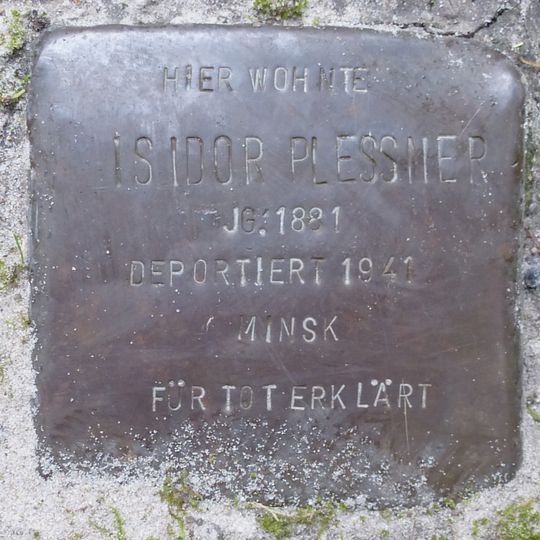 HIER WOHNTE
ISIDOR PLESSNER
JG. 1881
DEPORTIERT 1941
MINSK
FÜR TOT ERKLÄRT